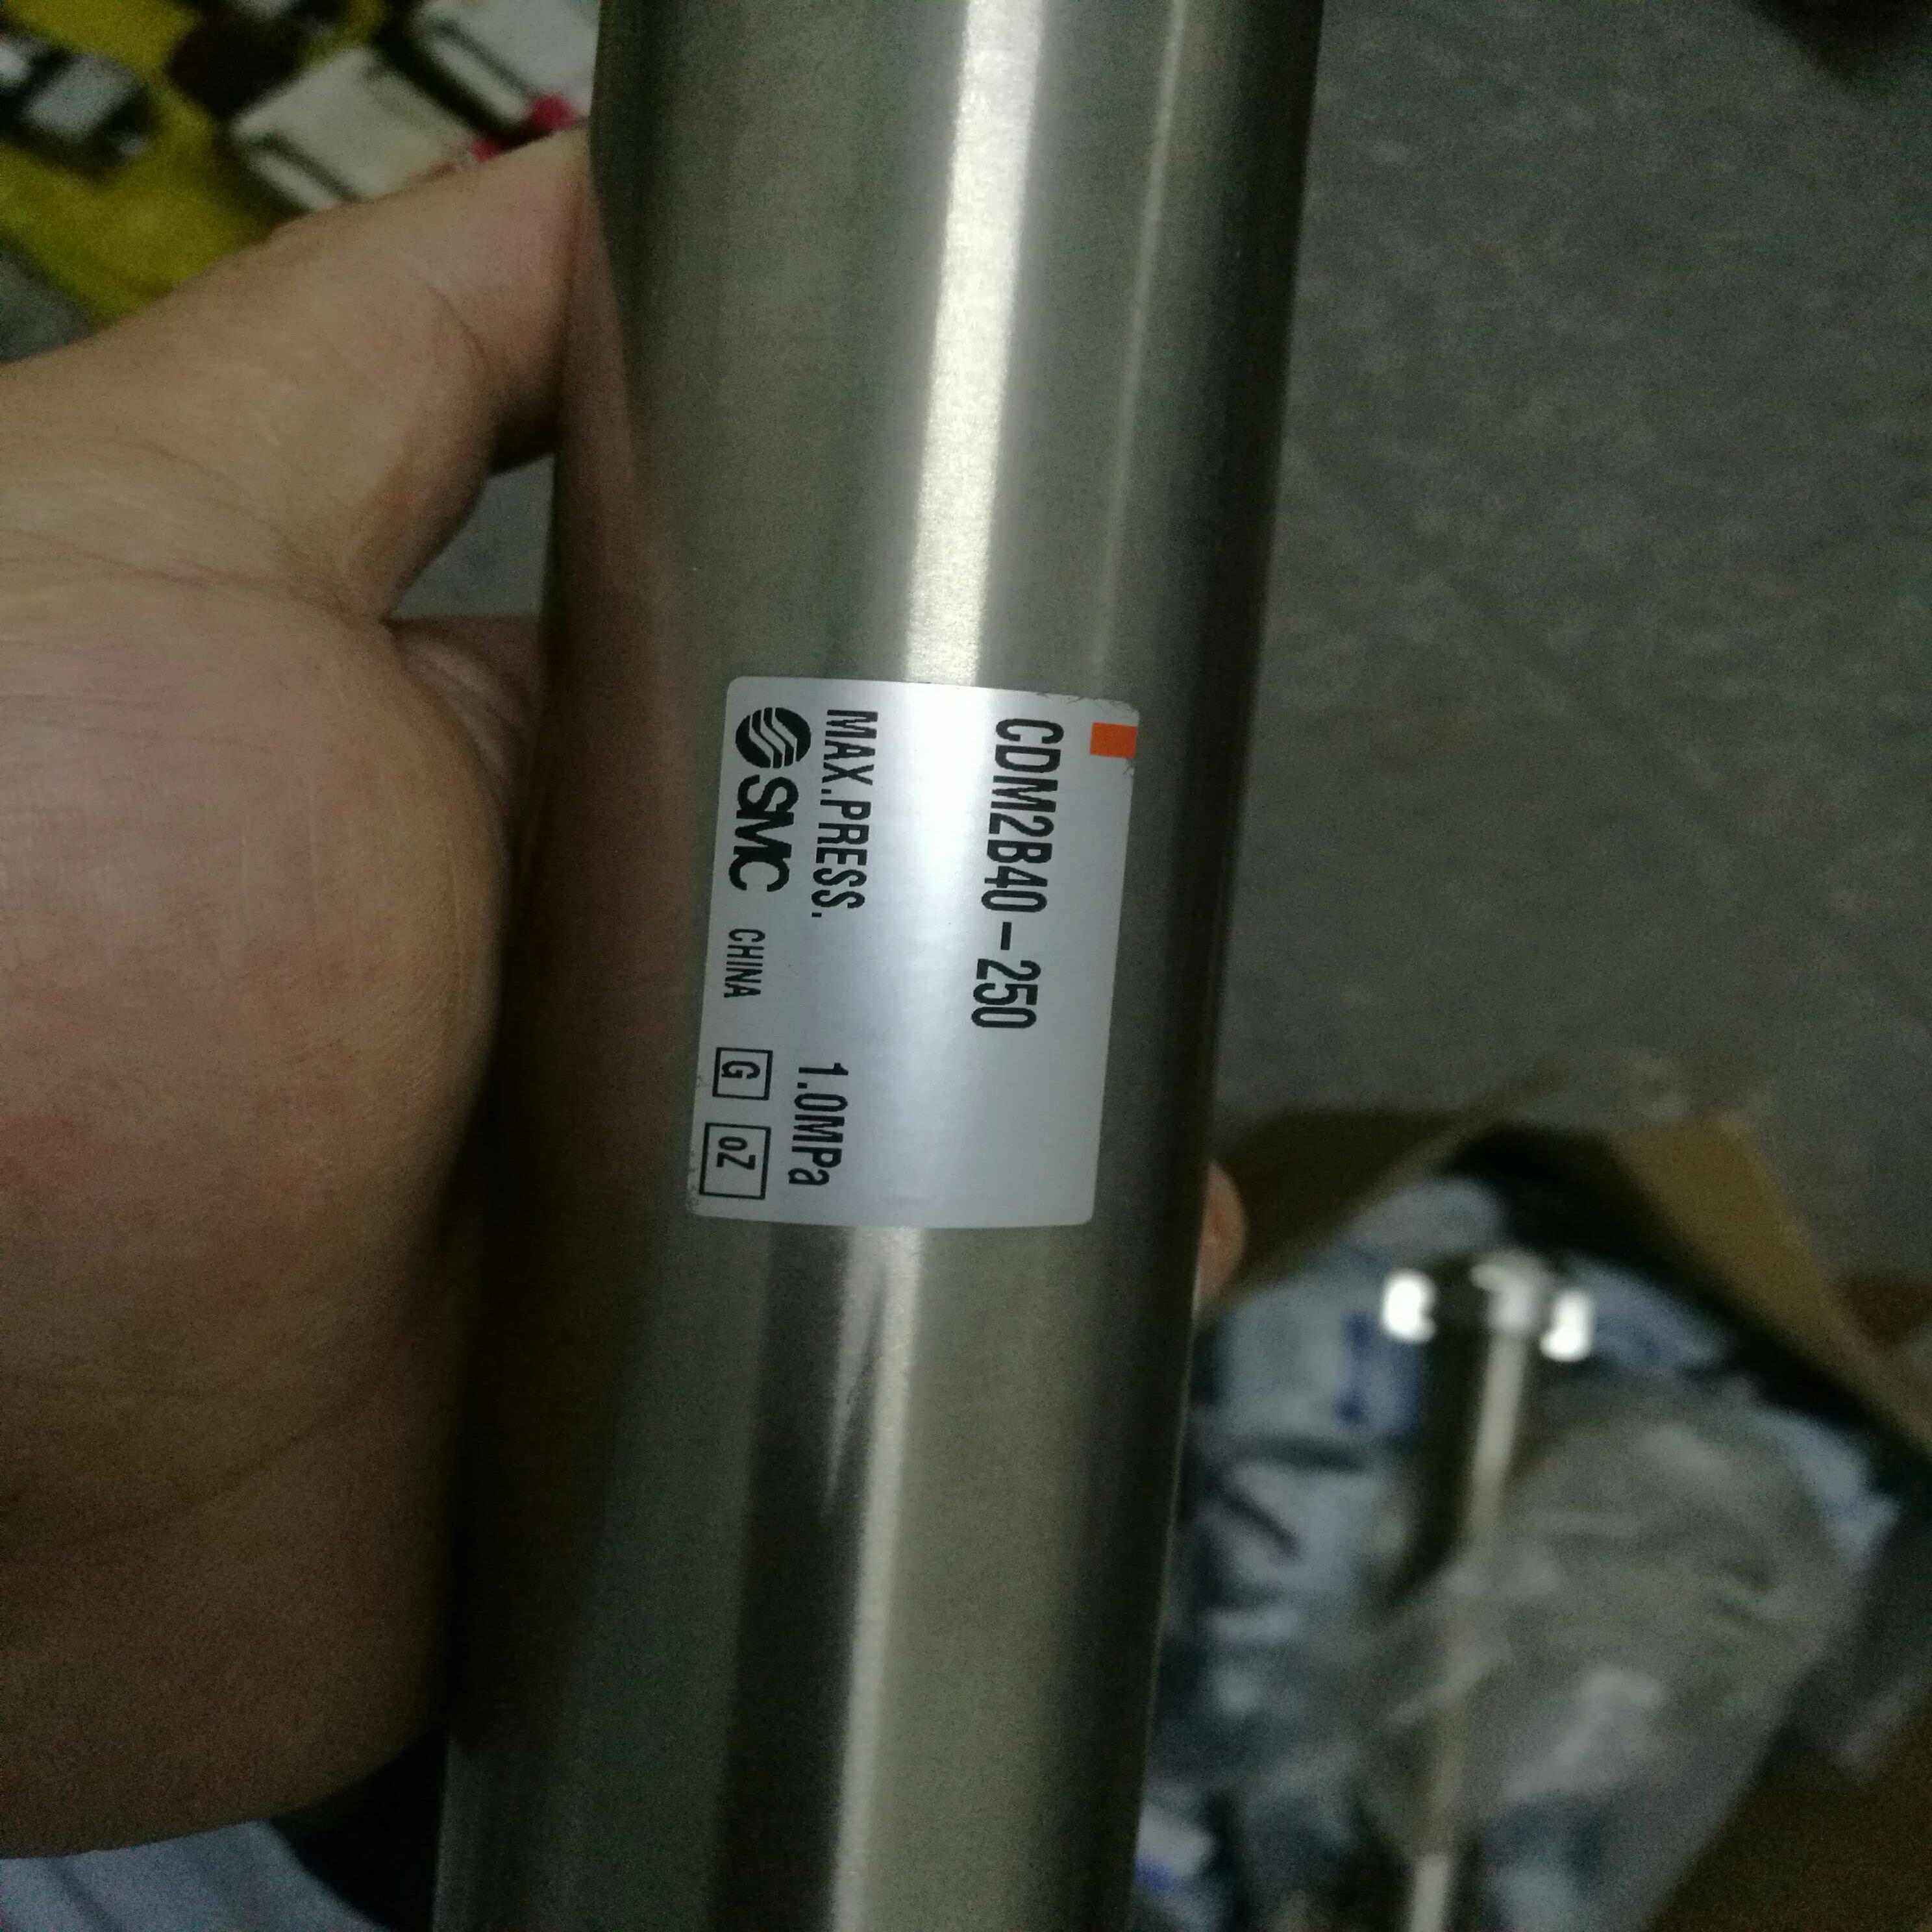 CDM2B40-250
MAX.PRESS. 1.0MPa
SMC CHINA G oZ